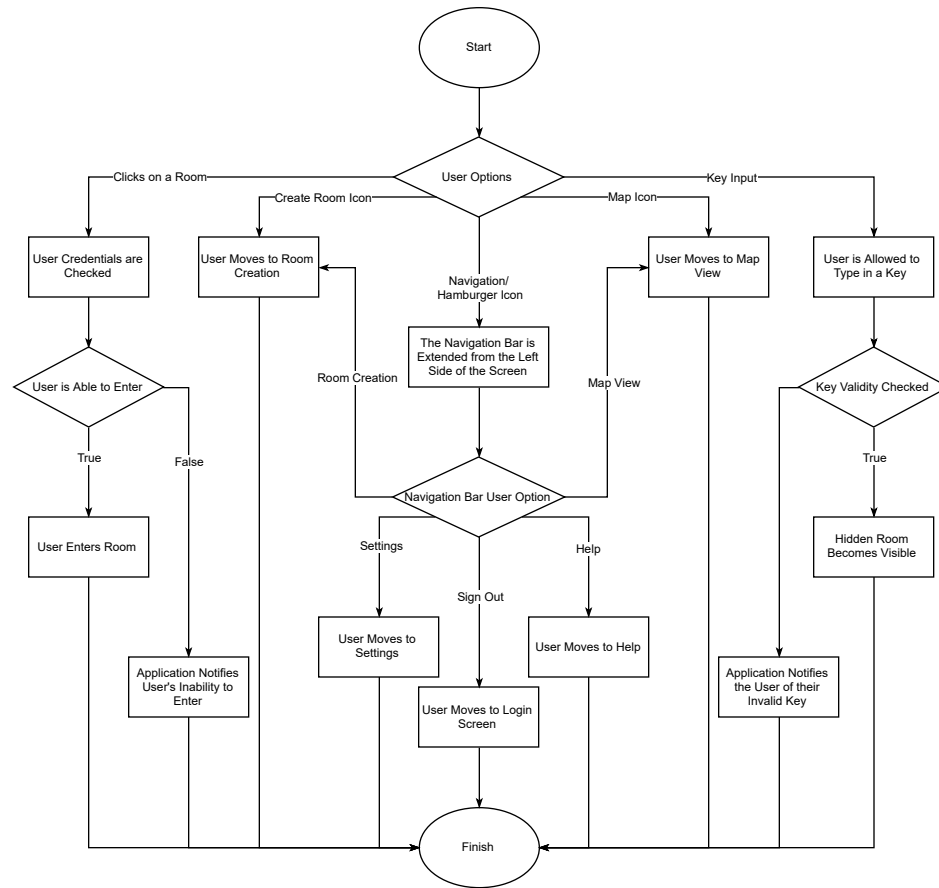 Start
User Options
Clicks on a Room
Key Input
Create Room Icon
Map Icon
User Credentials are
Checked
User Moves to Room
Creation
Navigation/
Hamburger Icon
User Moves to Map
View
User is Allowed to
Type in a Key
The Navigation Bar is
Extended from the Left
Side of the Screen
Room Creation
Map View
User is Able to Enter
Key Validity Checked
True
False
True
Navigation Bar User Option
User Enters Room
Settings
Help
Hidden Room
Becomes Visible
Sign Out
User Moves to
Settings
User Moves to Help
Application Notifies
User's Inability to
Enter
User Moves to Login
Screen
Application Notifies
the User of their
Invalid Key
Finish